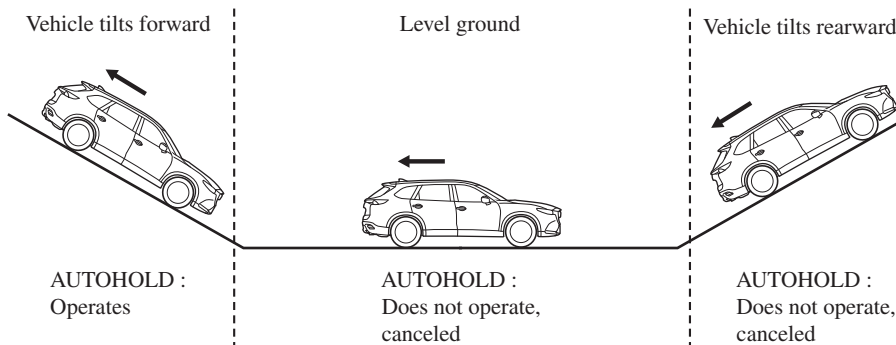 Vehicle tilts forward
Level ground
Vehicle tilts rearward
AUTOHOLD :
Operates
AUTOHOLD :
Does not operate,
canceled
AUTOHOLD :
Does not operate,
canceled